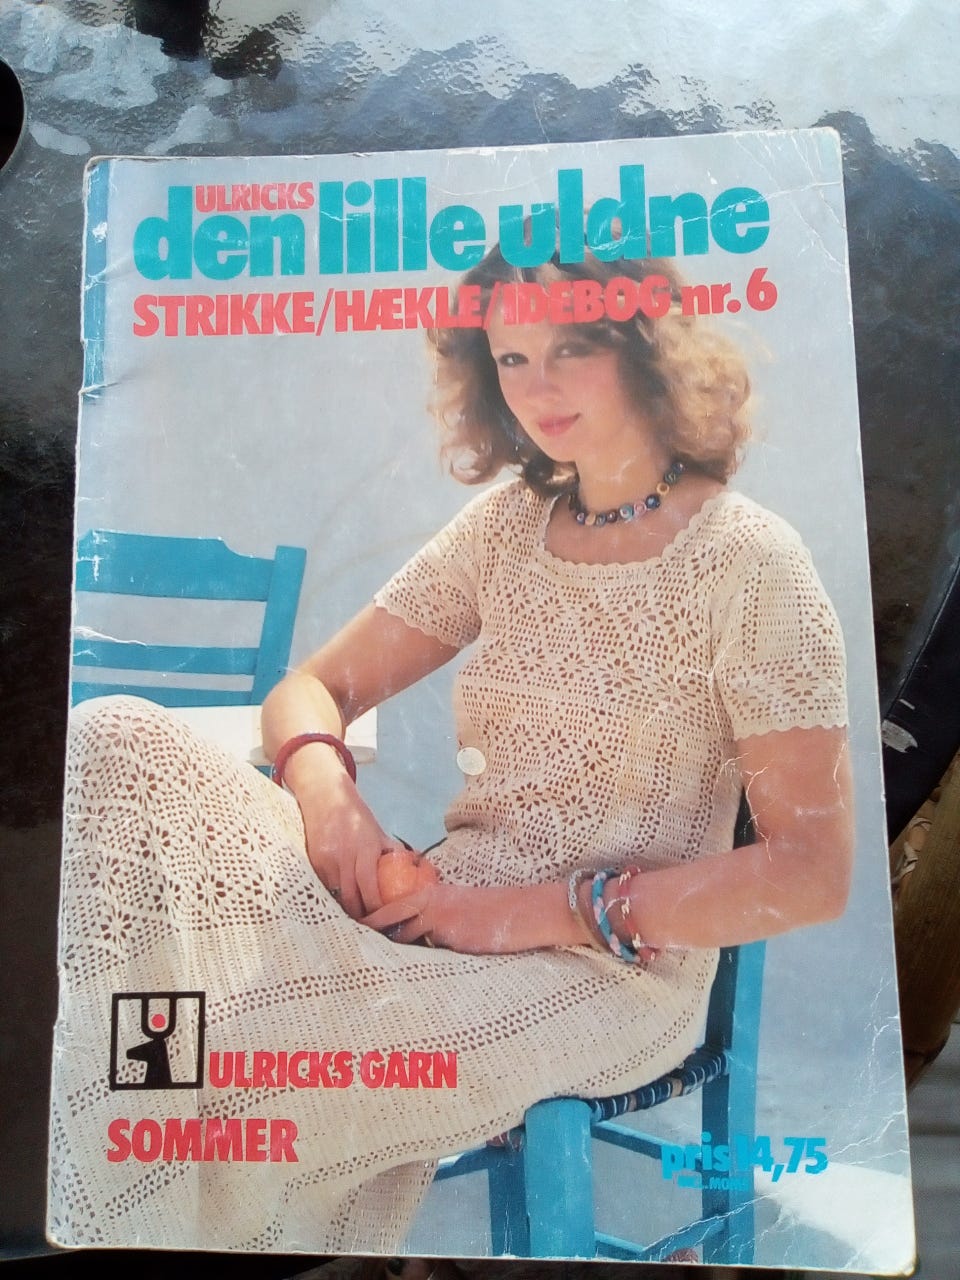 ULRICKS
den lille uldne
STRIKKE/HÆKLE/IDEBOG nr. 6
ULRICKS GARN
SOMMER
pris 14,75